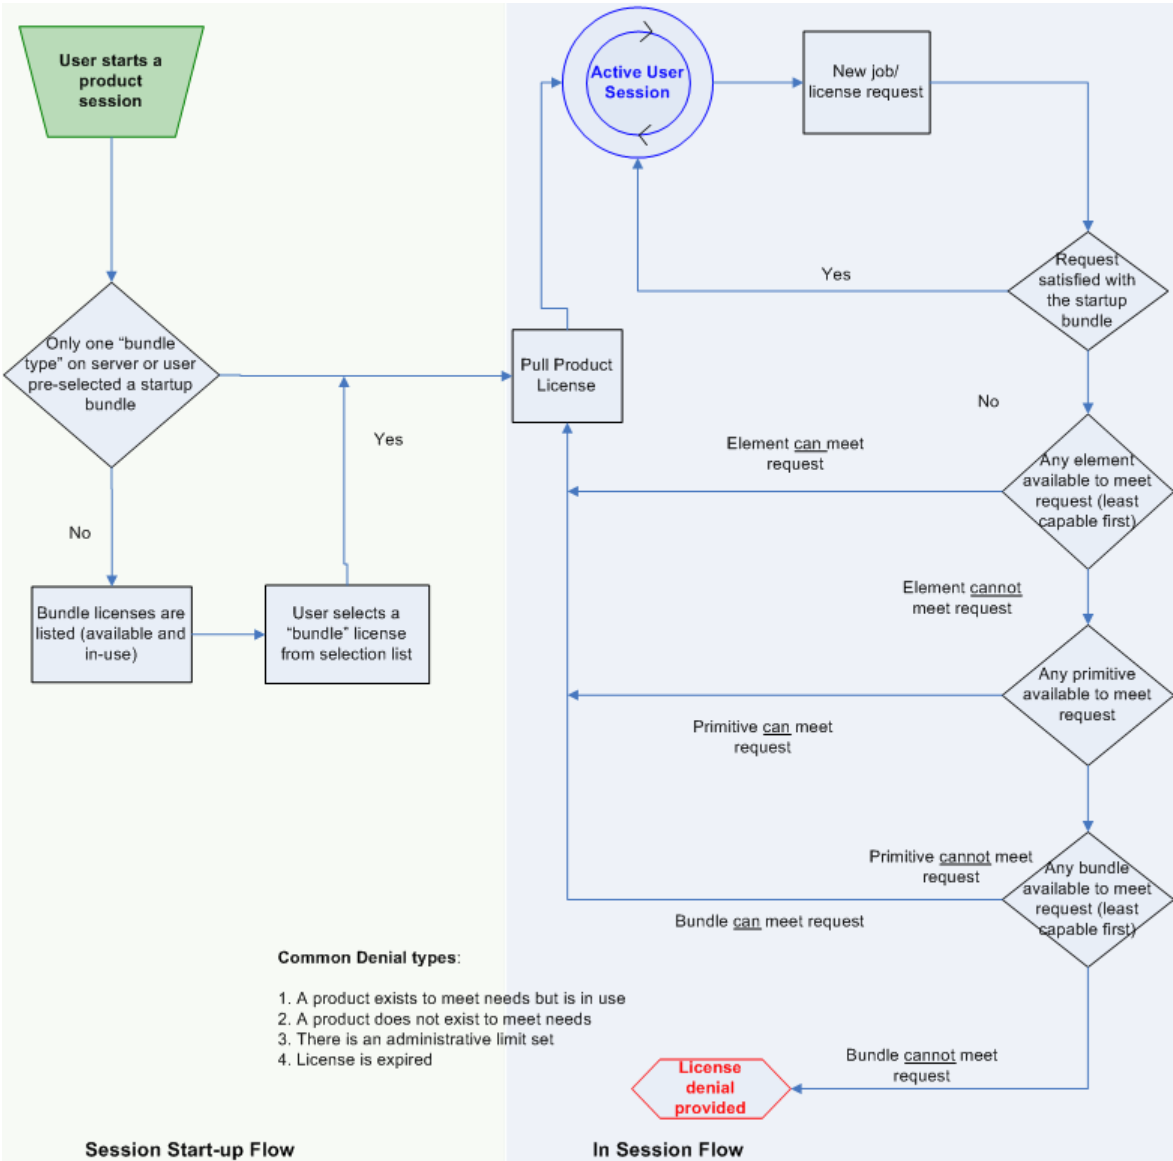 User starts a
product
session
Active User
Session
New job/
license request
Request
satisfied with
the startup
bundle
Yes
Only one “bundle
type” on server or user
pre-selected a startup
bundle
Pull Product
License
No
Yes
Element can meet
request
Any element
available to meet
request (least
capable first)
No
Element cannot
meet request
Bundle licenses are
listed (available and
in-use)
User selects a
“bundle” license
from selection list
Any primitive
available to meet
request
Primitive can meet
request
Primitive cannot meet
request
Any bundle
available to meet
request (least
capable first)
Bundle can meet request
Common Denial types:
1. A product exists to meet needs but is in use
2. A product does not exist to meet needs
3. There is an administrative limit set
4. License is expired
Bundle cannot meet
request
License
denial
provided
Session Start-up Flow
In Session Flow